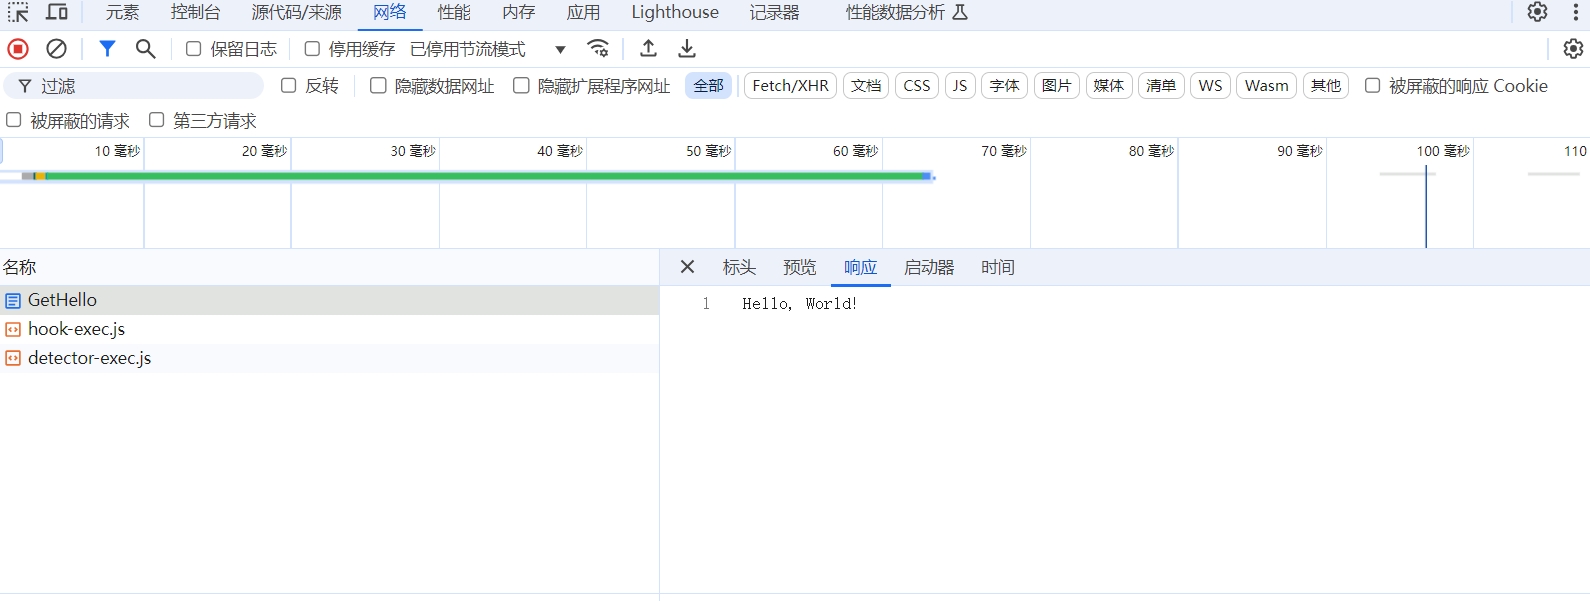 元素 控制台 源代码/来源 网络 性能 内存 应用 Lighthouse 记录器 性能数据分析
保留日志 停用缓存 已停用节流模式
过滤 反转 隐藏数据网址 隐藏扩展程序网址 全部 Fetch/XHR 文档 CSS JS 字体 图片 媒体 清单 WS Wasm 其他 被屏蔽的响应 Cookie
被屏蔽的请求 第三方请求
10 毫秒 20 毫秒 30 毫秒 40 毫秒 50 毫秒 60 毫秒 70 毫秒 80 毫秒 90 毫秒 100 毫秒 110
名称 标头 预览 响应 启动器 时间
GetHello
1 Hello, World!
hook-exec.js
detector-exec.js